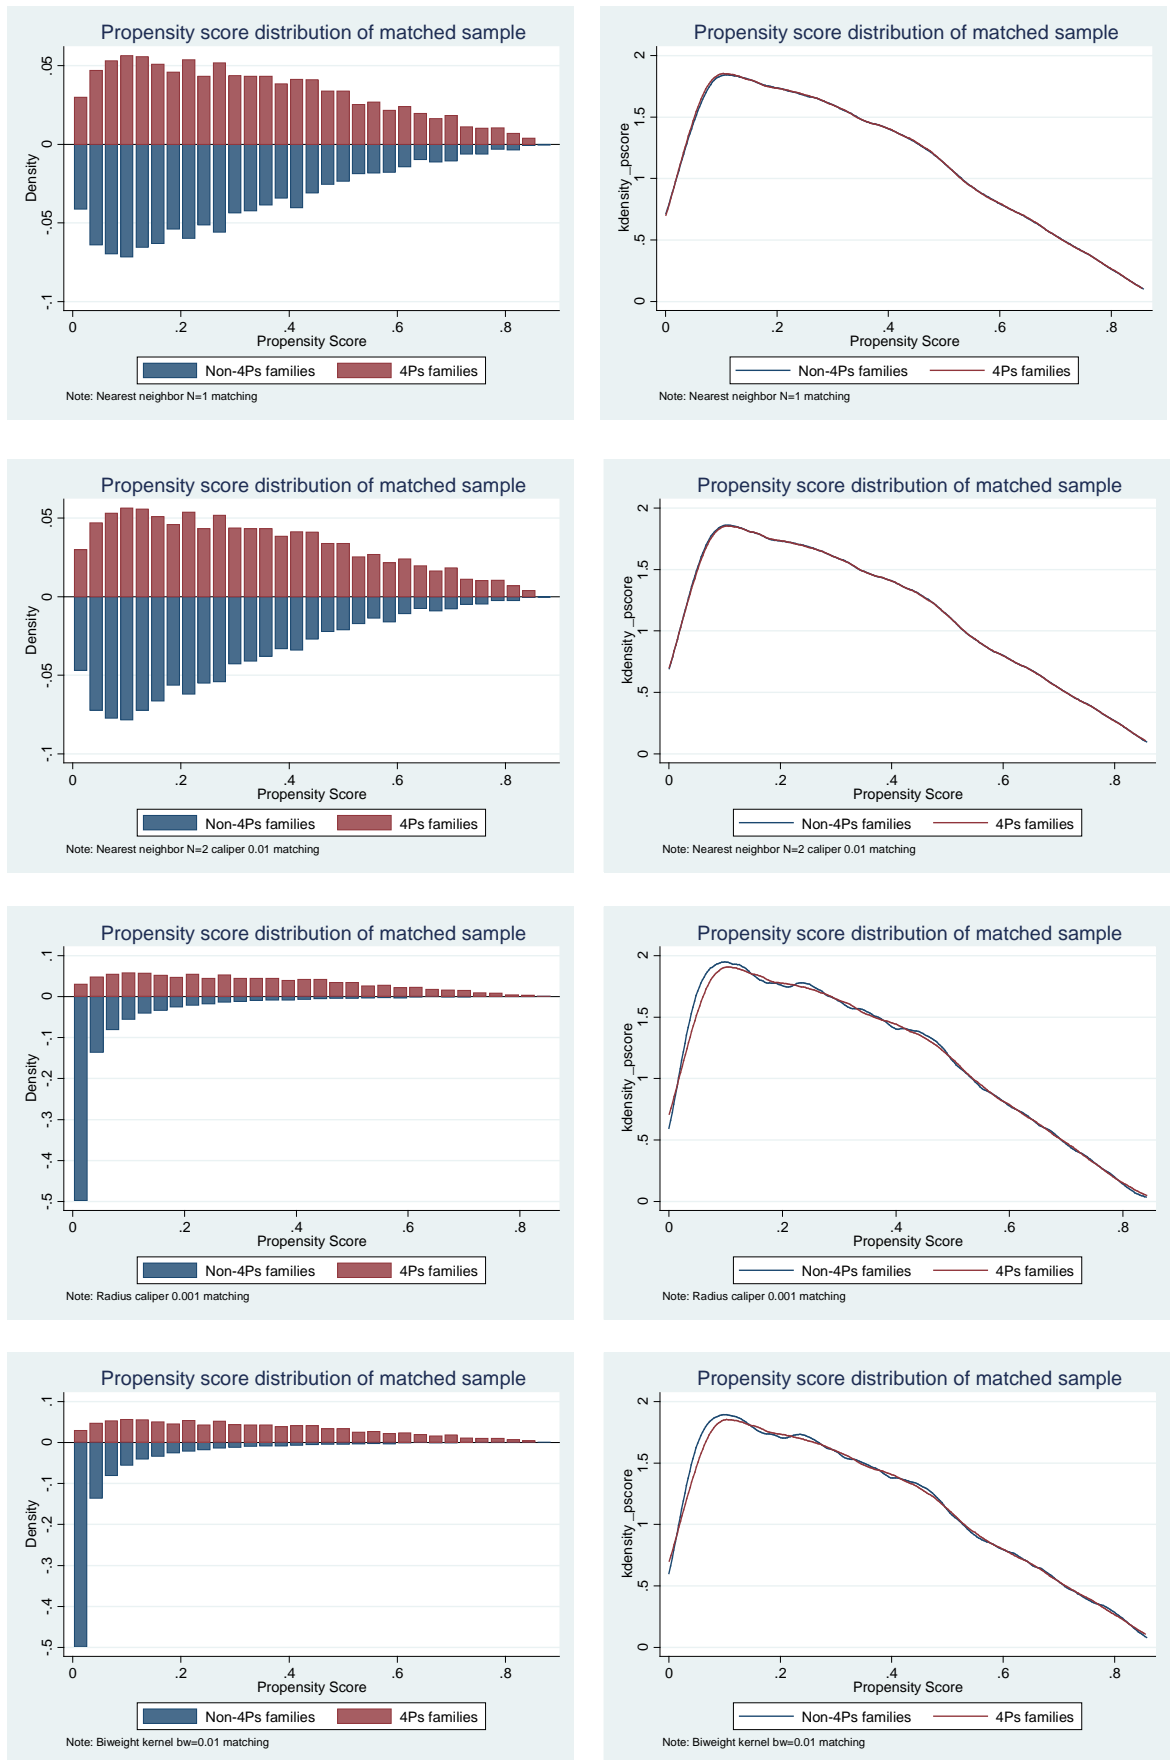 Propensity score distribution of matched sample
.05
0
-.05
-.1
Density
0 .2 .4 .6 .8
Propensity Score
Non-4Ps families 4Ps families
Note: Nearest neighbor N=1 matching
Propensity score distribution of matched sample
2
1.5
1
.5
0
kdensity _pscore
0 .2 .4 .6 .8
Propensity Score
Non-4Ps families 4Ps families
Note: Nearest neighbor N=1 matching
Propensity score distribution of matched sample
.05
0
-.05
-.1
Density
0 .2 .4 .6 .8
Propensity Score
Non-4Ps families 4Ps families
Note: Nearest neighbor N=2 caliper 0.01 matching
Propensity score distribution of matched sample
2
1.5
1
.5
0
kdensity _pscore
0 .2 .4 .6 .8
Propensity Score
Non-4Ps families 4Ps families
Note: Nearest neighbor N=2 caliper 0.01 matching
Propensity score distribution of matched sample
.1
0
-.1
-.2
-.3
-.4
-.5
Density
0 .2 .4 .6 .8
Propensity Score
Non-4Ps families 4Ps families
Note: Radius caliper 0.001 matching
Propensity score distribution of matched sample
2
1.5
1
.5
0
kdensity _pscore
0 .2 .4 .6 .8
Propensity Score
Non-4Ps families 4Ps families
Note: Radius caliper 0.001 matching
Propensity score distribution of matched sample
.1
0
-.1
-.2
-.3
-.4
-.5
Density
0 .2 .4 .6 .8
Propensity Score
Non-4Ps families 4Ps families
Note: Biweight kernel bw=0.01 matching
Propensity score distribution of matched sample
2
1.5
1
.5
0
kdensity _pscore
0 .2 .4 .6 .8
Propensity Score
Non-4Ps families 4Ps families
Note: Biweight kernel bw=0.01 matching